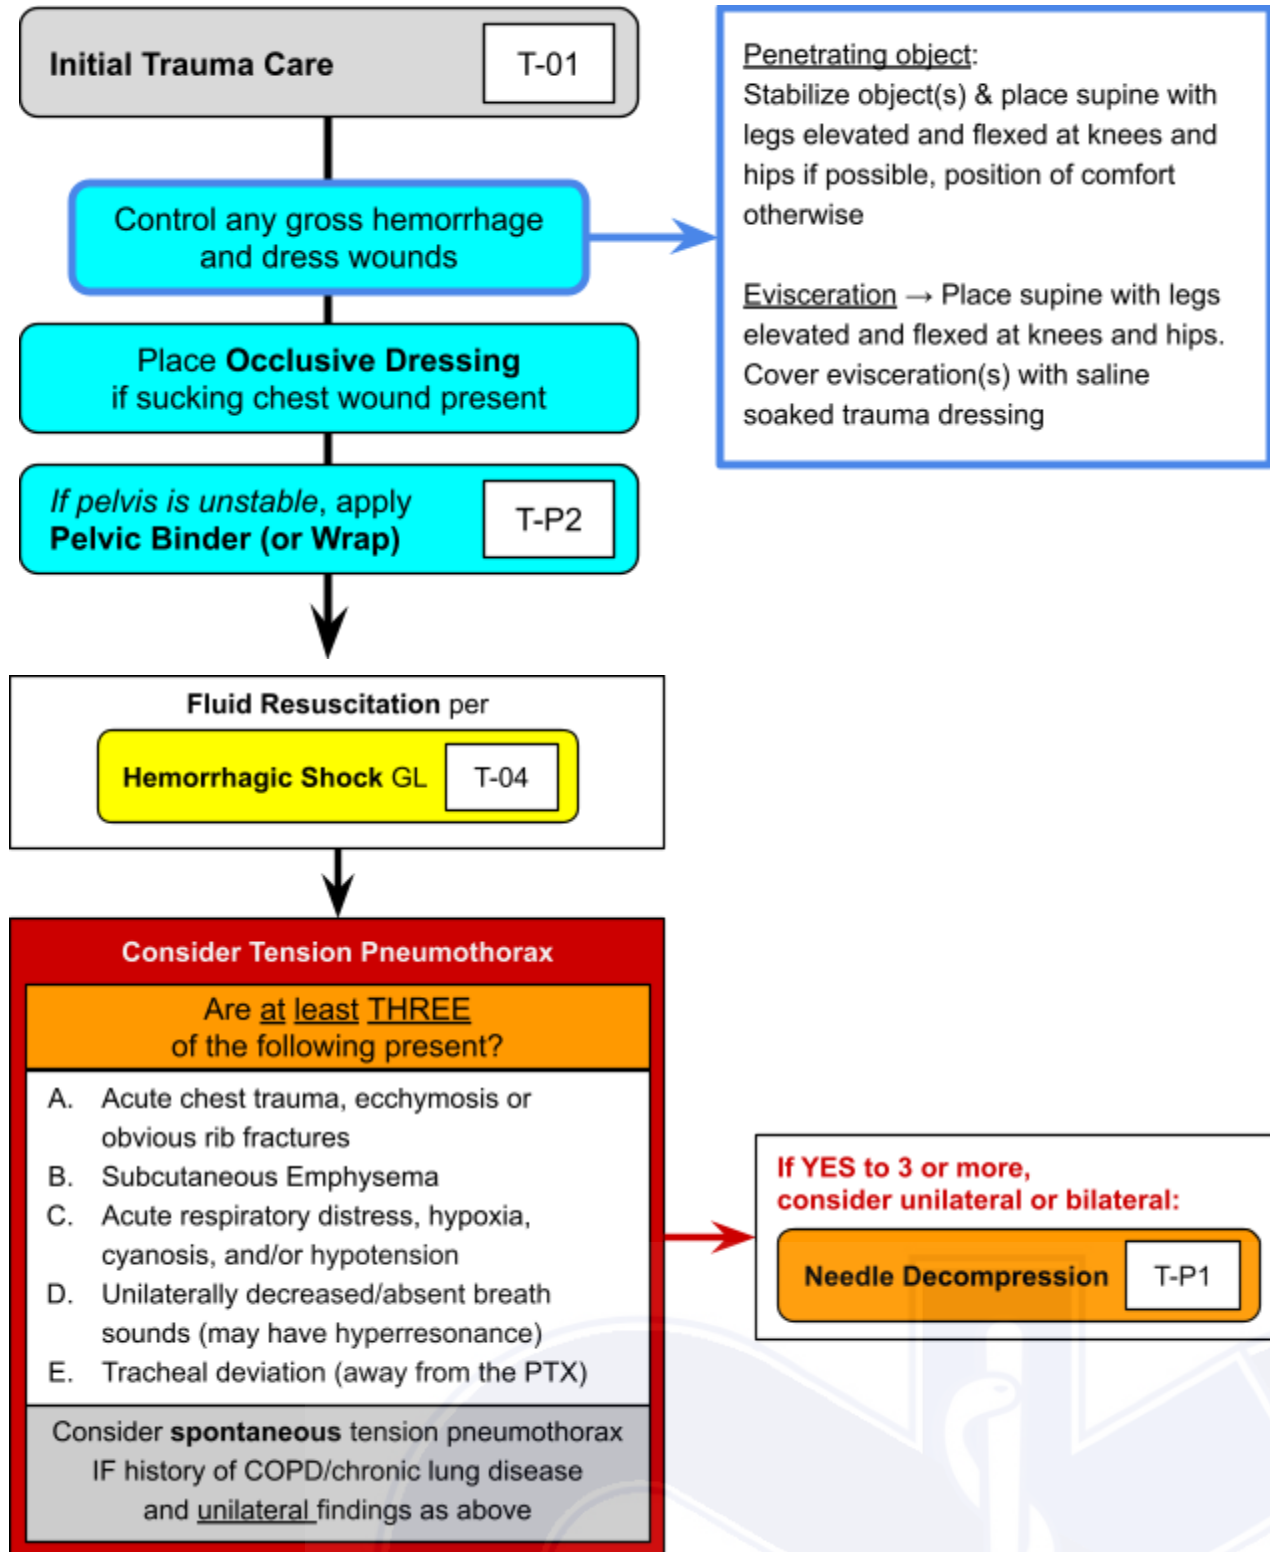 Initial Trauma Care
T-01
Control any gross hemorrhage
and dress wounds
Penetrating object:
Stabilize object(s) & place supine with
legs elevated and flexed at knees and
hips if possible, position of comfort
otherwise
Evisceration → Place supine with legs
elevated and flexed at knees and hips.
Cover evisceration(s) with saline
soaked trauma dressing
Place Occlusive Dressing
if sucking chest wound present
If pelvis is unstable, apply
Pelvic Binder (or Wrap)
T-P2
Fluid Resuscitation per
Hemorrhagic Shock GL
T-04
Consider Tension Pneumothorax
Are at least THREE
of the following present?
A. Acute chest trauma, ecchymosis or
obvious rib fractures
B. Subcutaneous Emphysema
C. Acute respiratory distress, hypoxia,
cyanosis, and/or hypotension
D. Unilaterally decreased/absent breath
sounds (may have hyperresonance)
E. Tracheal deviation (away from the PTX)
Consider spontaneous tension pneumothorax
IF history of COPD/chronic lung disease
and unilateral findings as above
If YES to 3 or more,
consider unilateral or bilateral:
Needle Decompression
T-P1